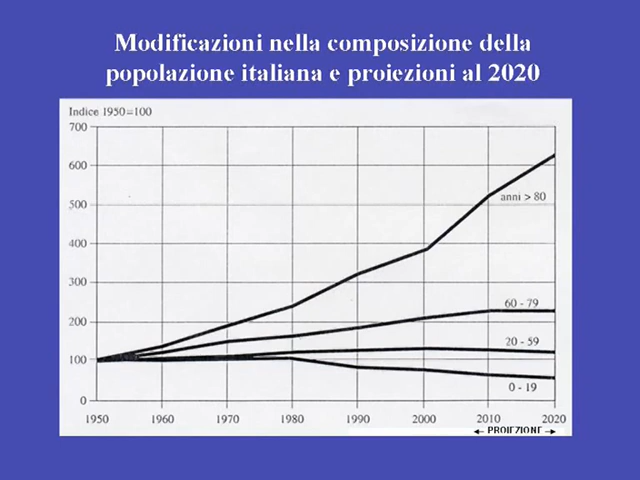 Modificazioni nella composizione della
popolazione italiana e proiezioni al 2020
Indice 1950=100
700
600
500
400
300
200
100
0
anni > 80
60 - 79
20 - 59
0 - 19
1950 1960 1970 1980 1990 2000 2010 2020
PROIEZIONE